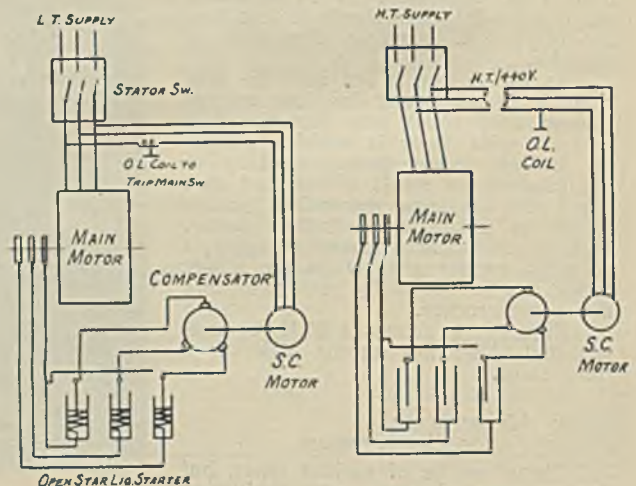 L.T. SUPPLY
STATOR SW.
O.L. COIL TO
TRIP MAIN SW
MAIN
MOTOR
COMPENSATOR
S.C.
MOTOR
OPEN STAR LIQ. STARTER
H.T. SUPPLY
H.T./440V.
O.L.
COIL
MAIN
MOTOR
S.C.
MOTOR